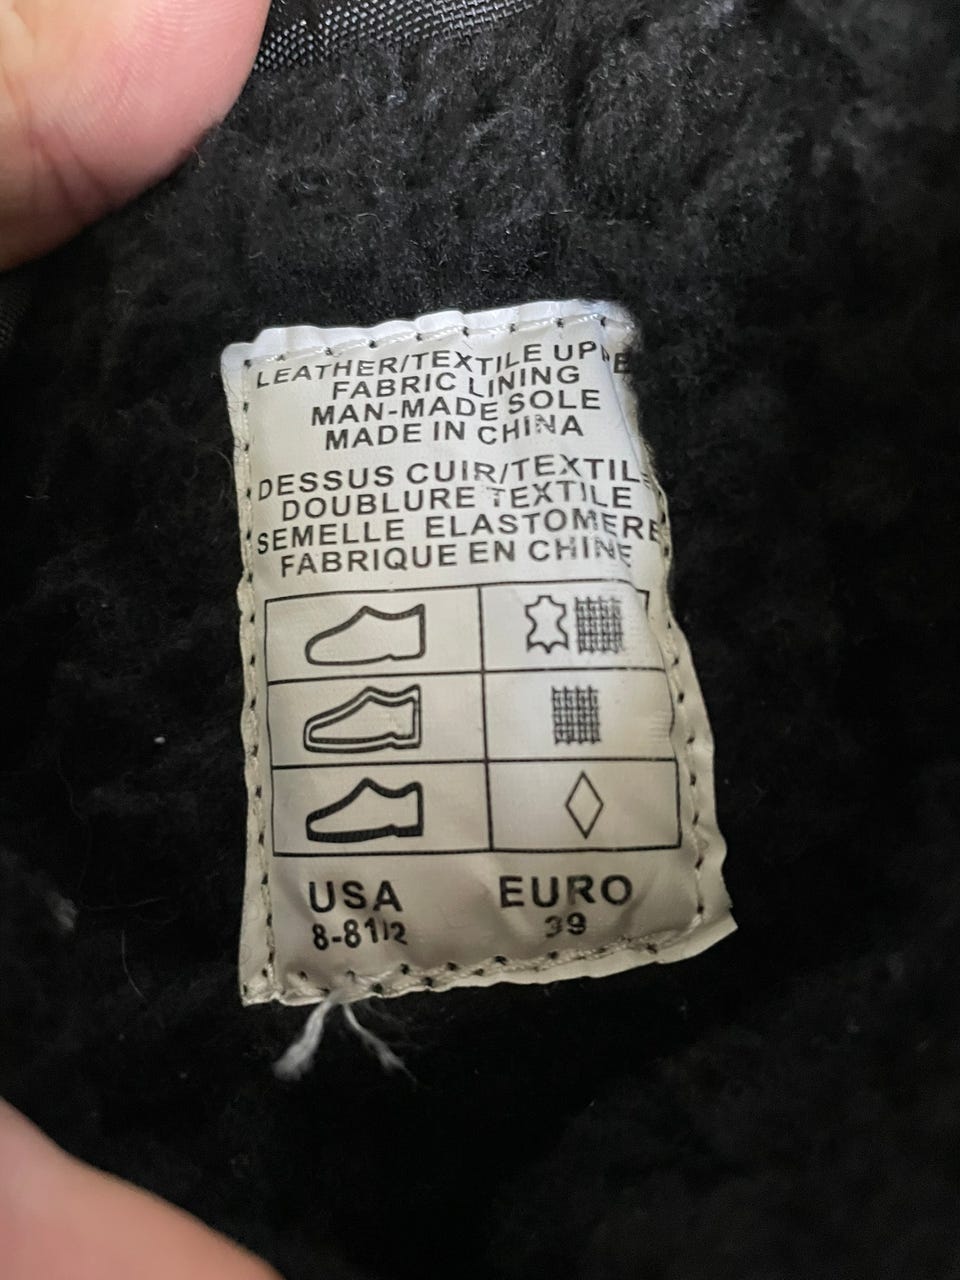 LEATHER/TEXTILE UPPE
FABRIC LINING
MAN-MADE SOLE
MADE IN CHINA
DESSUS CUIR/TEXTILE
DOUBLURE TEXTILE
SEMELLE ELASTOMERE
FABRIQUE EN CHINE
USA EURO
8-81/2 39